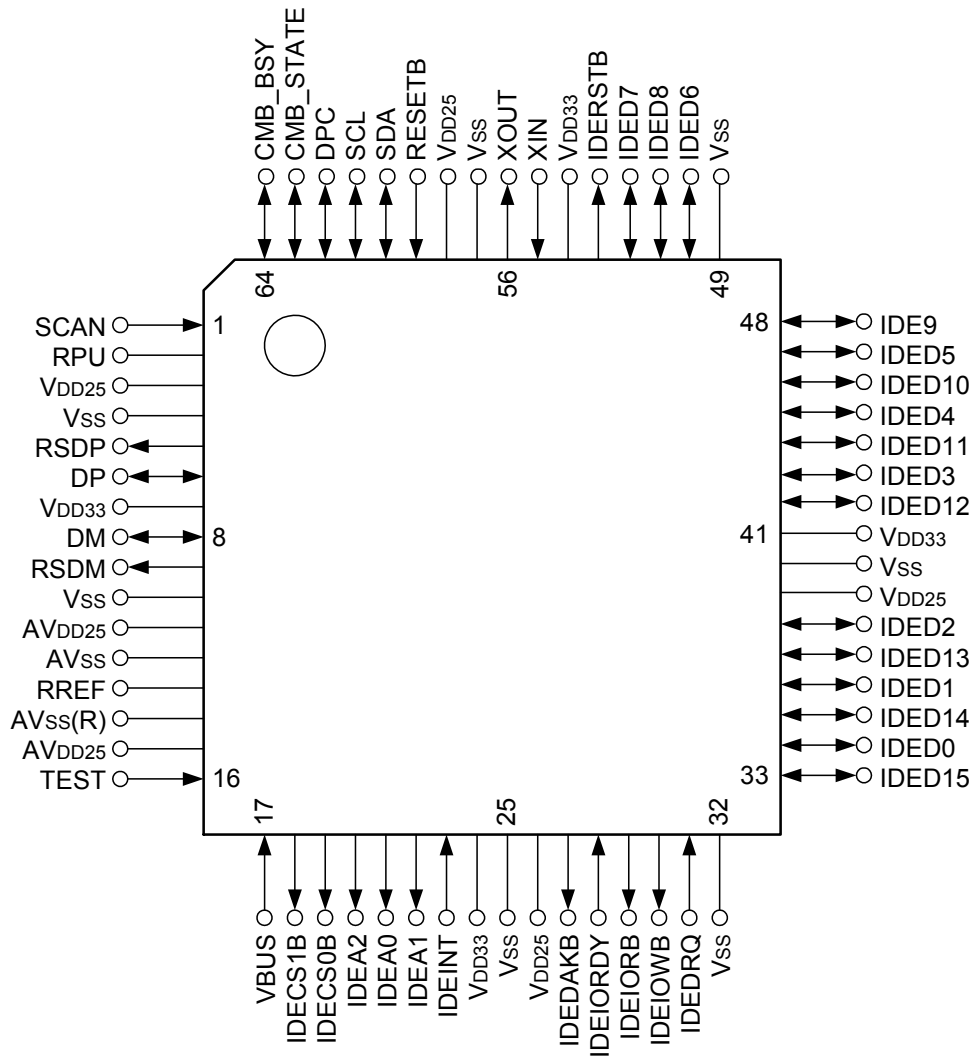 CMB_BSY
CMB_STATE
DPC
SCL
SDA
RESETB
VDD25
VSS
XOUT
XIN
VDD33
IDERSTB
IDED7
IDED8
IDED6
VSS
64
56
49
SCAN
RPU
VDD25
VSS
RSDP
DP
VDD33
DM
RSDM
VSS
AVDD25
AVSS
RREF
AVSS(R)
AVDD25
TEST
1
8
16
48
41
33
IDE9
IDED5
IDED10
IDED4
IDED11
IDED3
IDED12
VDD33
VSS
VDD25
IDED2
IDED13
IDED1
IDED14
IDED0
IDED15
17
25
32
VBUS
IDECS1B
IDECS0B
IDEA2
IDEA0
IDEA1
IDEINT
VDD33
VSS
VDD25
IDEDAKB
IDEIORDY
IDEIORB
IDEIOWB
IDEDRQ
VSS